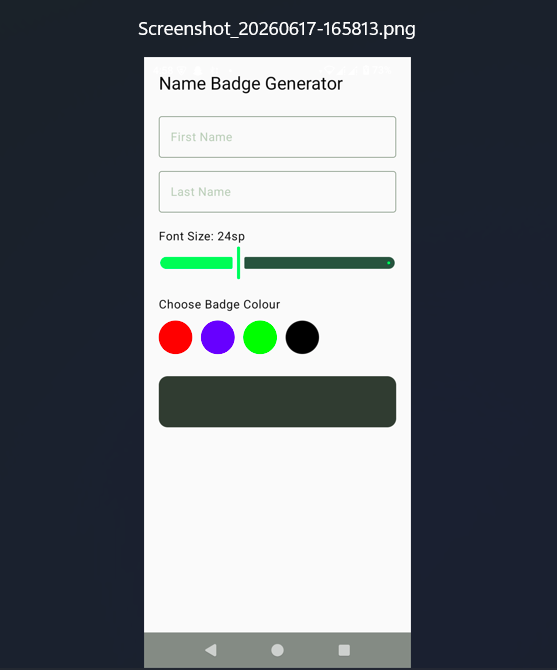 Screenshot_20260617-165813.png
Name Badge Generator
First Name
Last Name
Font Size: 24sp
Choose Badge Colour